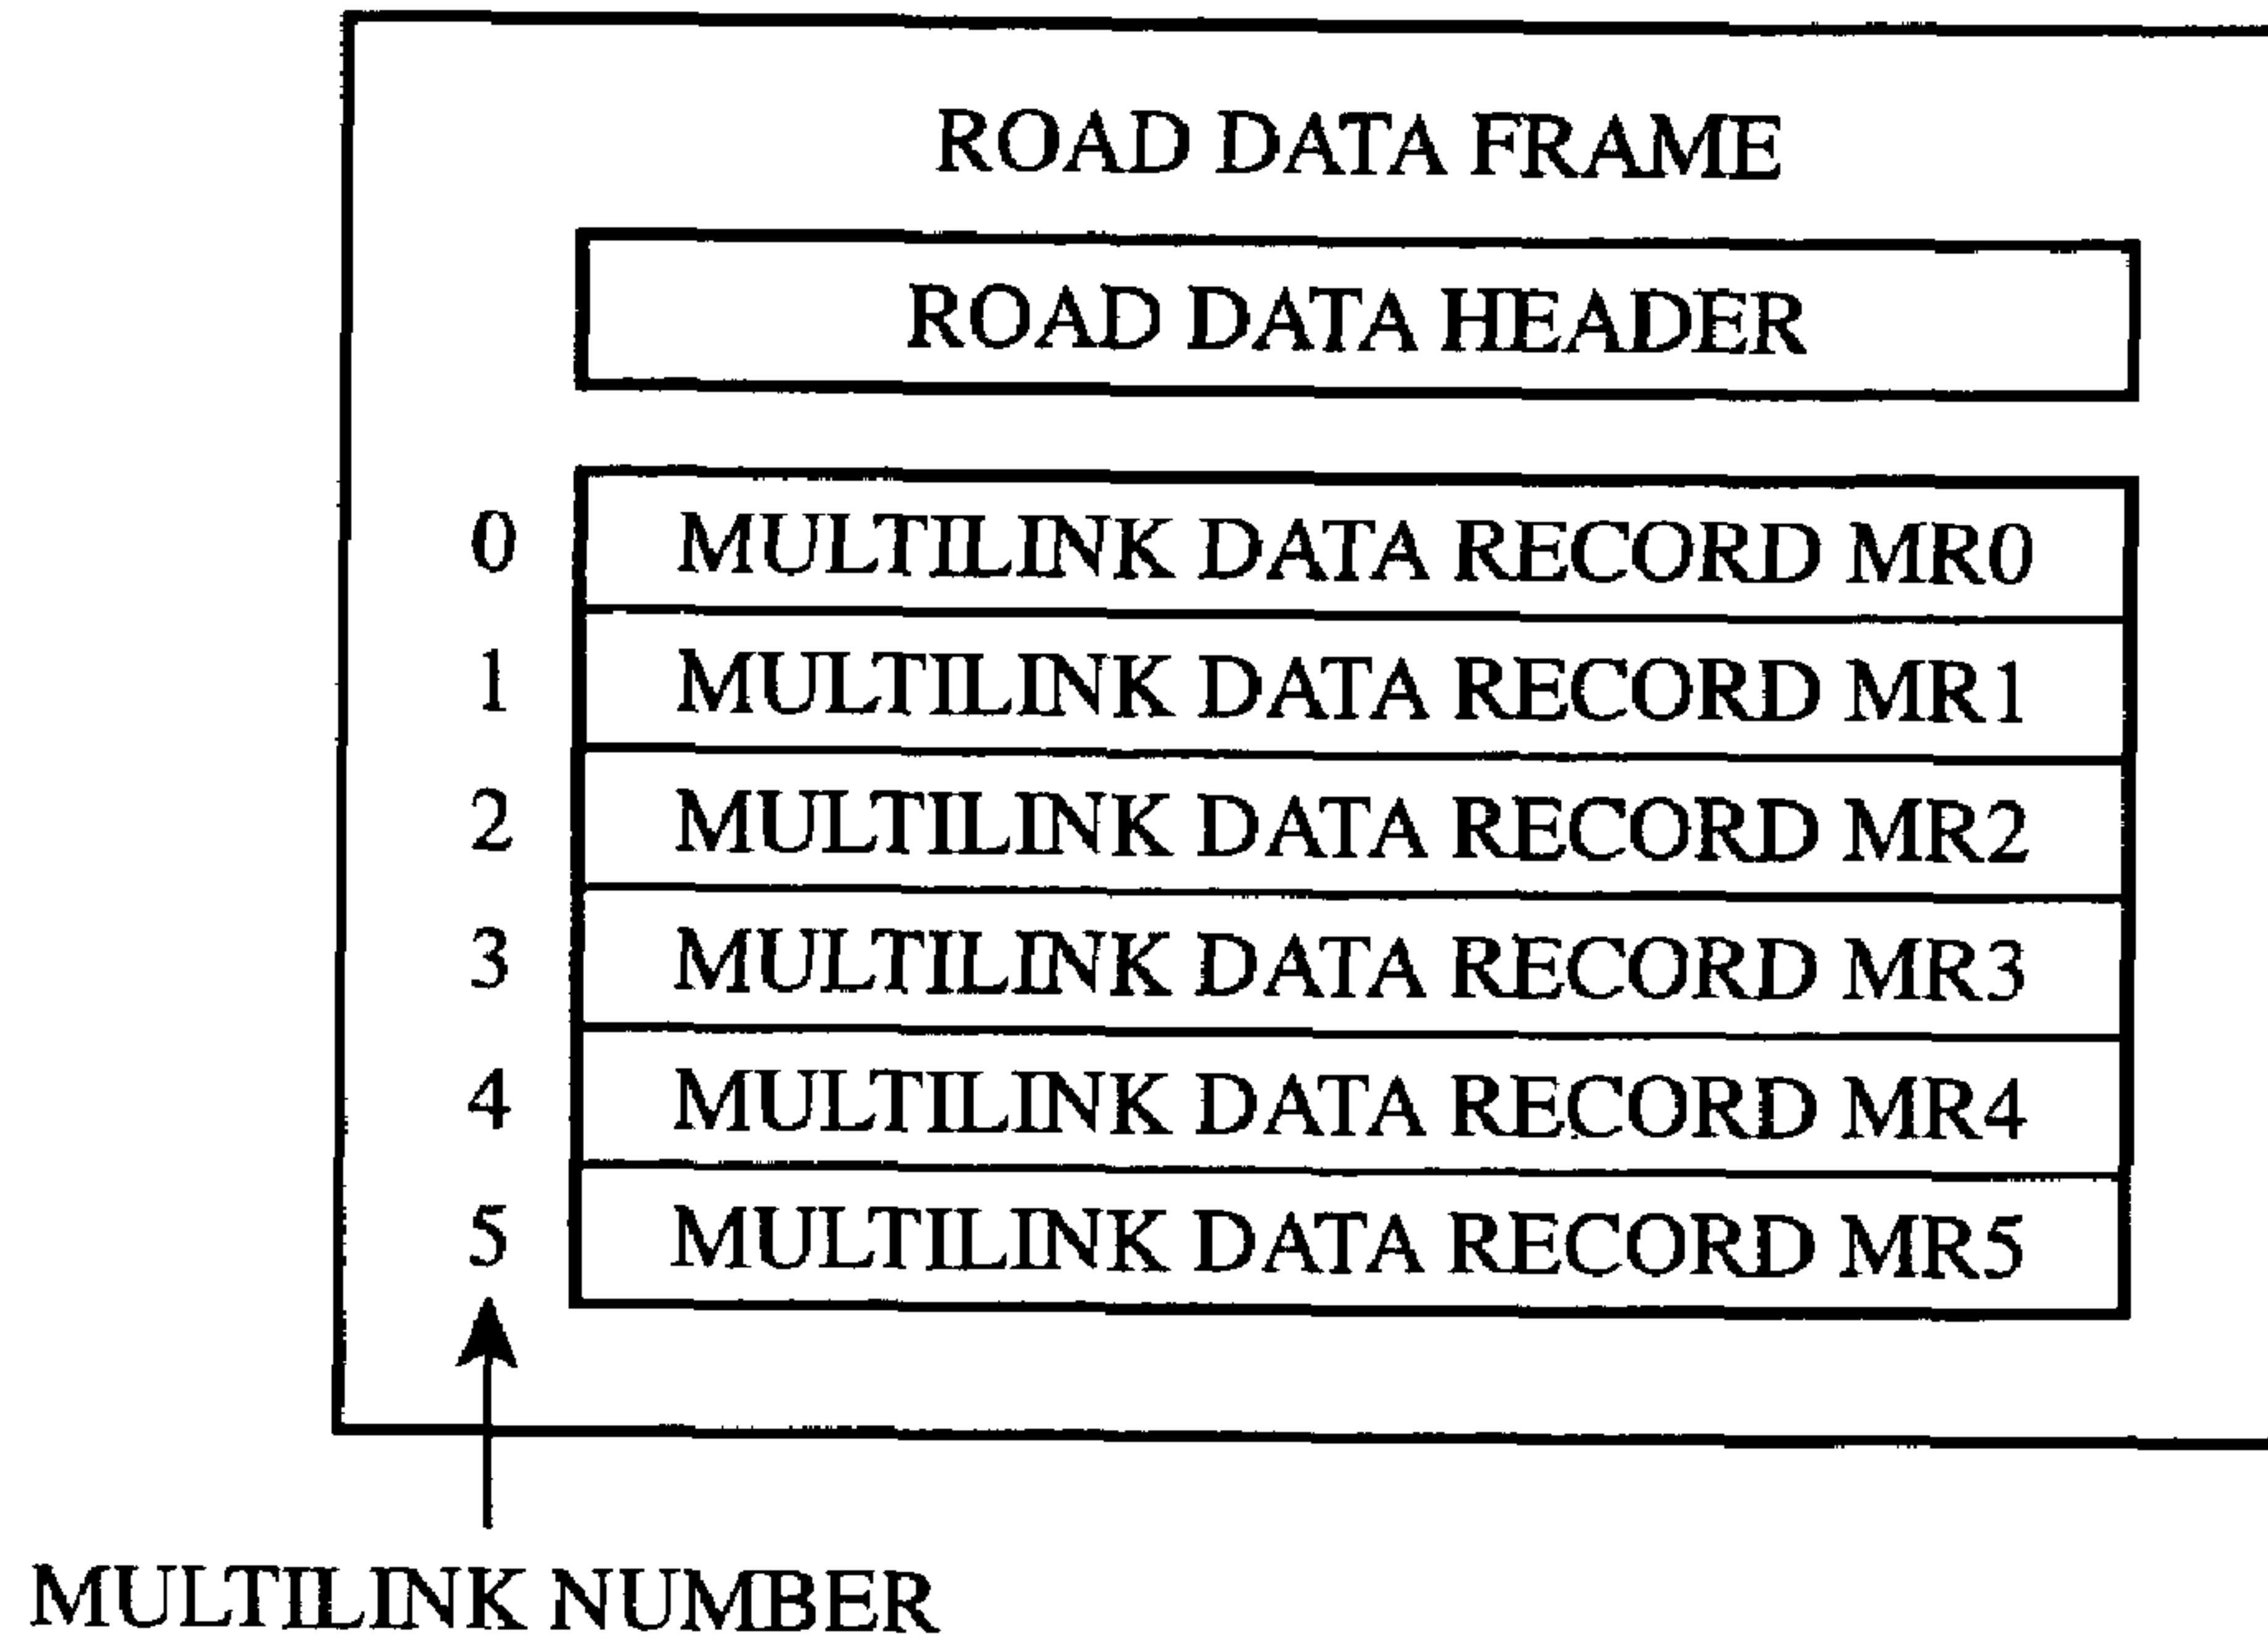 ROAD DATA FRAME
ROAD DATA HEADER
0 MULTILINK DATA RECORD MR0
1 MULTILINK DATA RECORD MR1
2 MULTILINK DATA RECORD MR2
3 MULTILINK DATA RECORD MR3
4 MULTILINK DATA RECORD MR4
5 MULTILINK DATA RECORD MR5
MULTILINK NUMBER